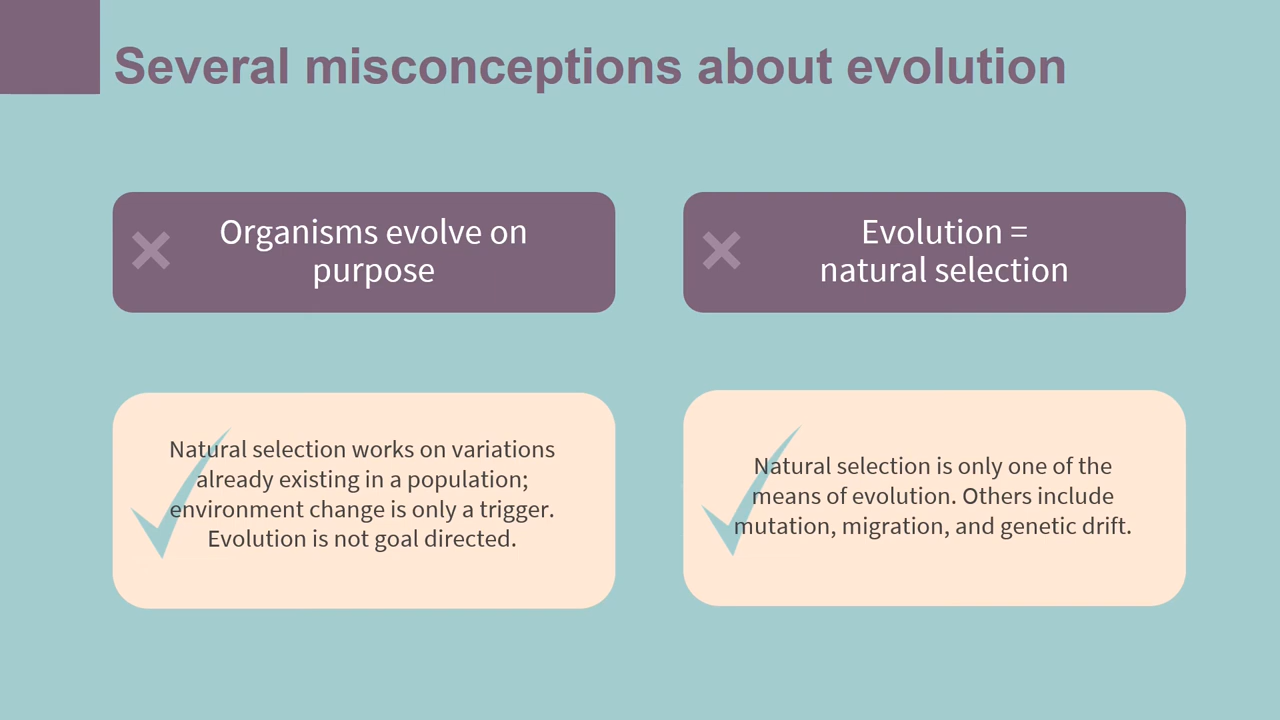 Several misconceptions about evolution
Organisms evolve on
purpose
Evolution =
natural selection
Natural selection works on variations
already existing in a population;
environment change is only a trigger.
Evolution is not goal directed.
Natural selection is only one of the
means of evolution. Others include
mutation, migration, and genetic drift.